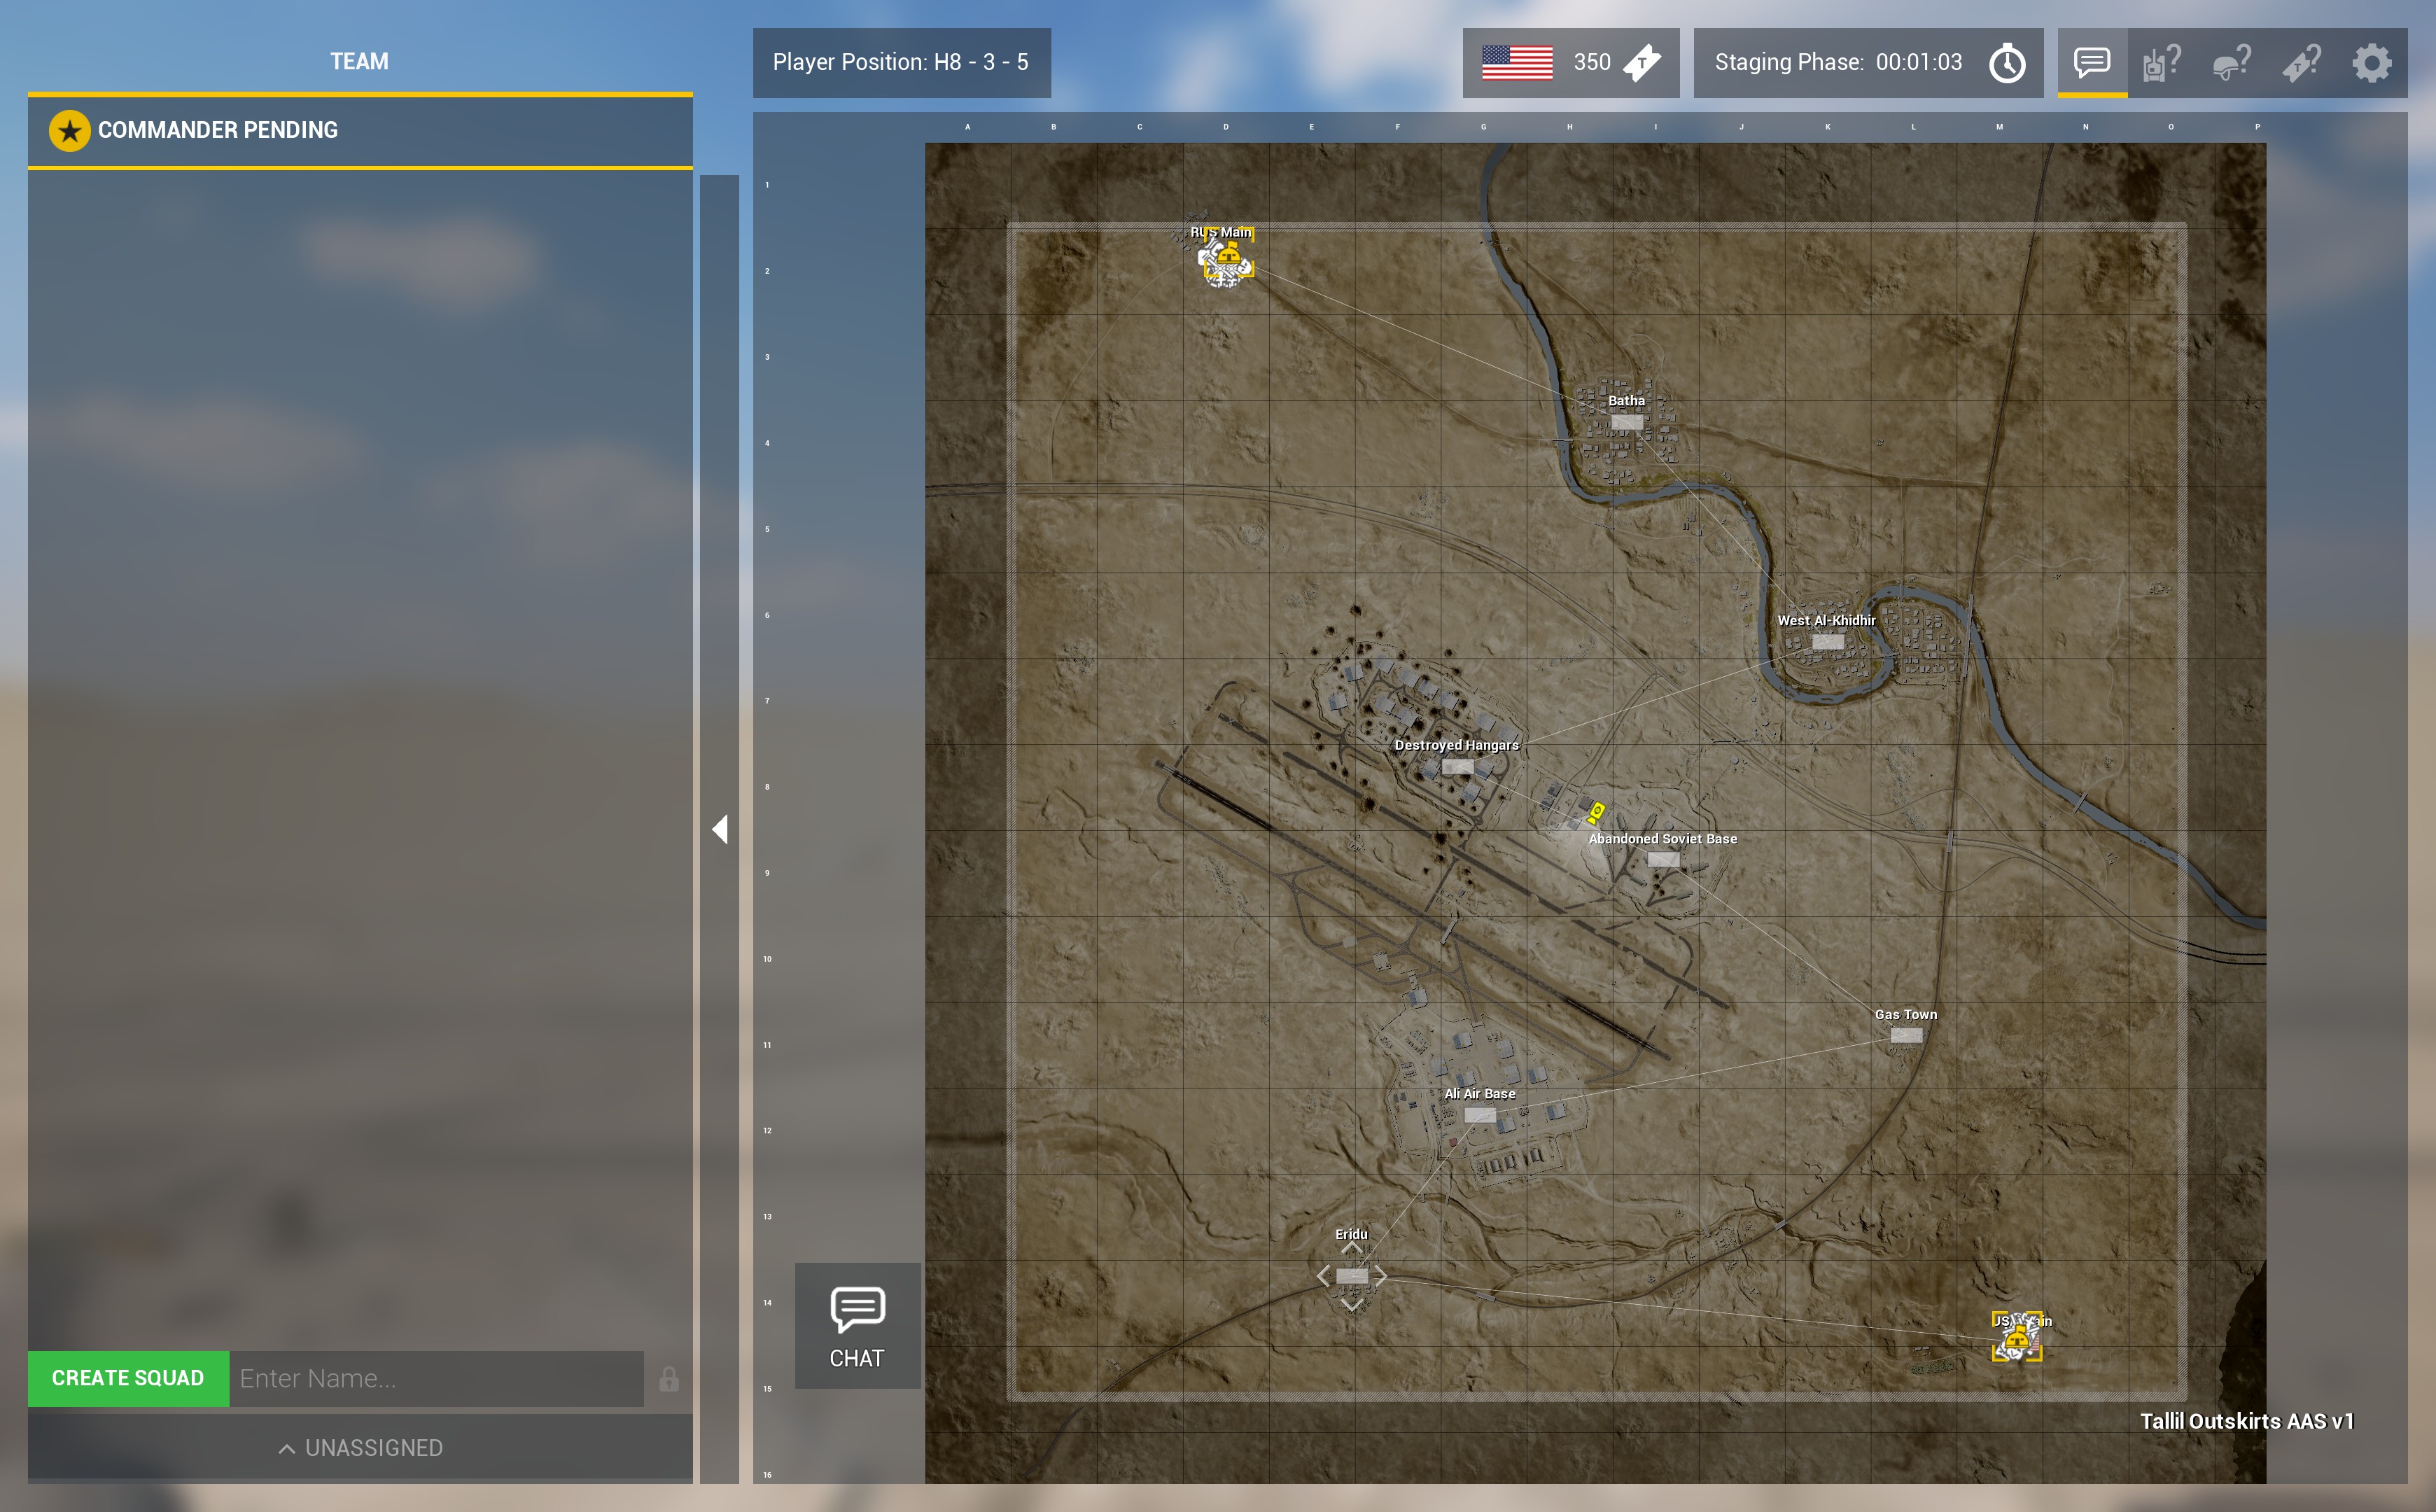 TEAM
Player Position: H8 - 3 - 5
350
Staging Phase: 00:01:03
COMMANDER PENDING
A B C D E F G H I J K L M N O P
1
RUS Main
2
3
Batha
4
5
6
West Al-Khidhir
7
Destroyed Hangars
8
Abandoned Soviet Base
9
10
Gas Town
11
Ali Air Base
12
13
Eridu
14
CHAT
CREATE SQUAD
Enter Name...
15
Tallil Outskirts AAS v1
UNASSIGNED
16